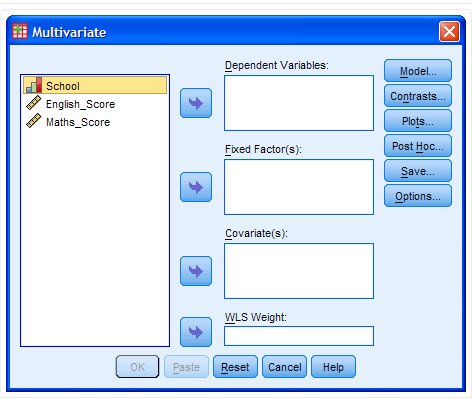 Multivariate
School
English_Score
Maths_Score
Dependent Variables:
Fixed Factor(s):
Covariate(s):
WLS Weight:
Model...
Contrasts...
Plots...
Post Hoc...
Save...
Options...
OK Paste Reset Cancel Help